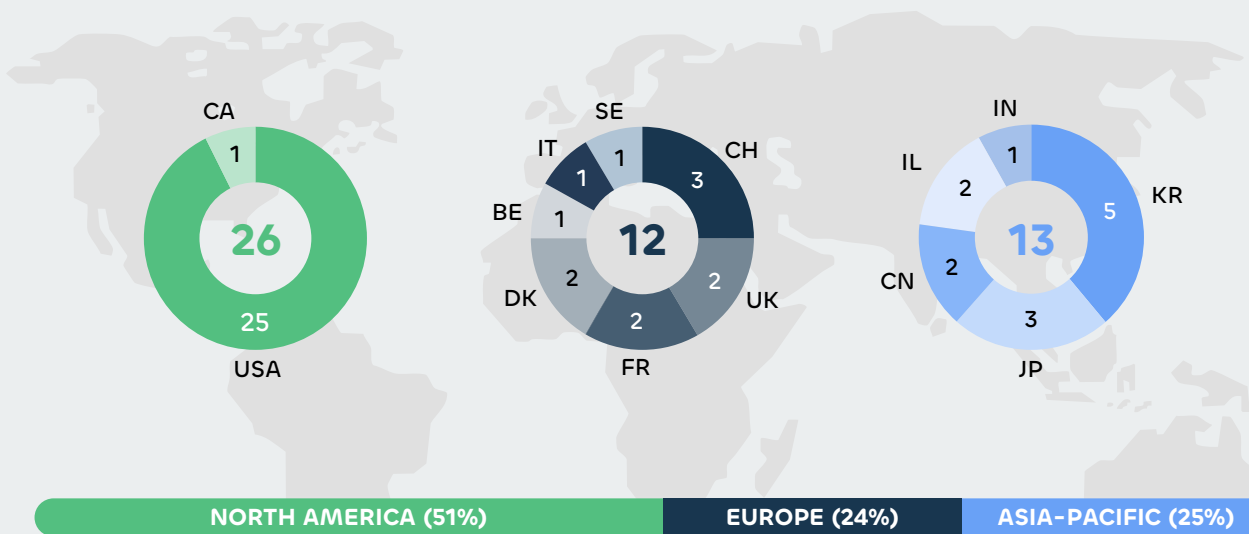 CA
1
26
25
USA
SE
IT
1
CH
1
3
BE
1
12
2
2
DK
UK
2
FR
IN
IL
1
2
KR
5
13
CN
2
3
JP
NORTH AMERICA (51%)
EUROPE (24%)
ASIA-PACIFIC (25%)